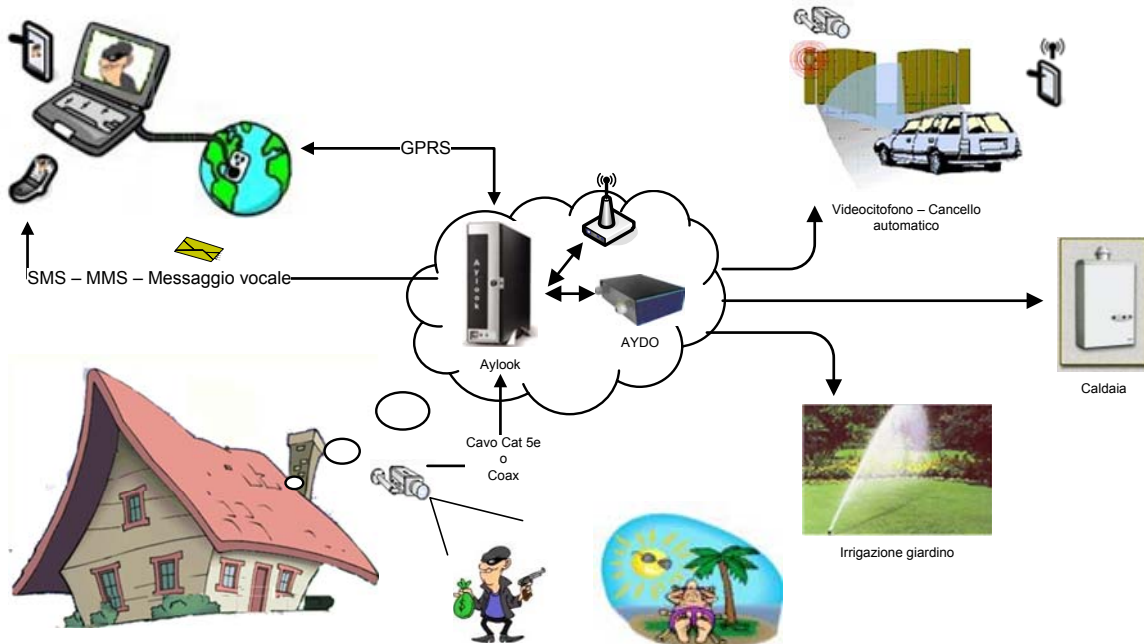 GPRS
Videocitofono – Cancello
automatico
SMS – MMS – Messaggio vocale
Aylook
AYDO
Aylook
Caldaia
Cavo Cat 5e
o
Coax
Irrigazione giardino